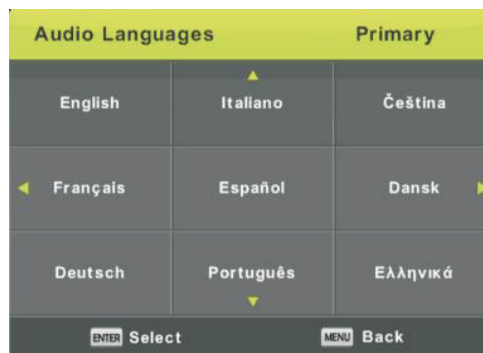 Audio Languages Primary
English Italiano Čeština
Français Español Dansk
Deutsch Português Ελληνικά
ENTER Select MENU Back